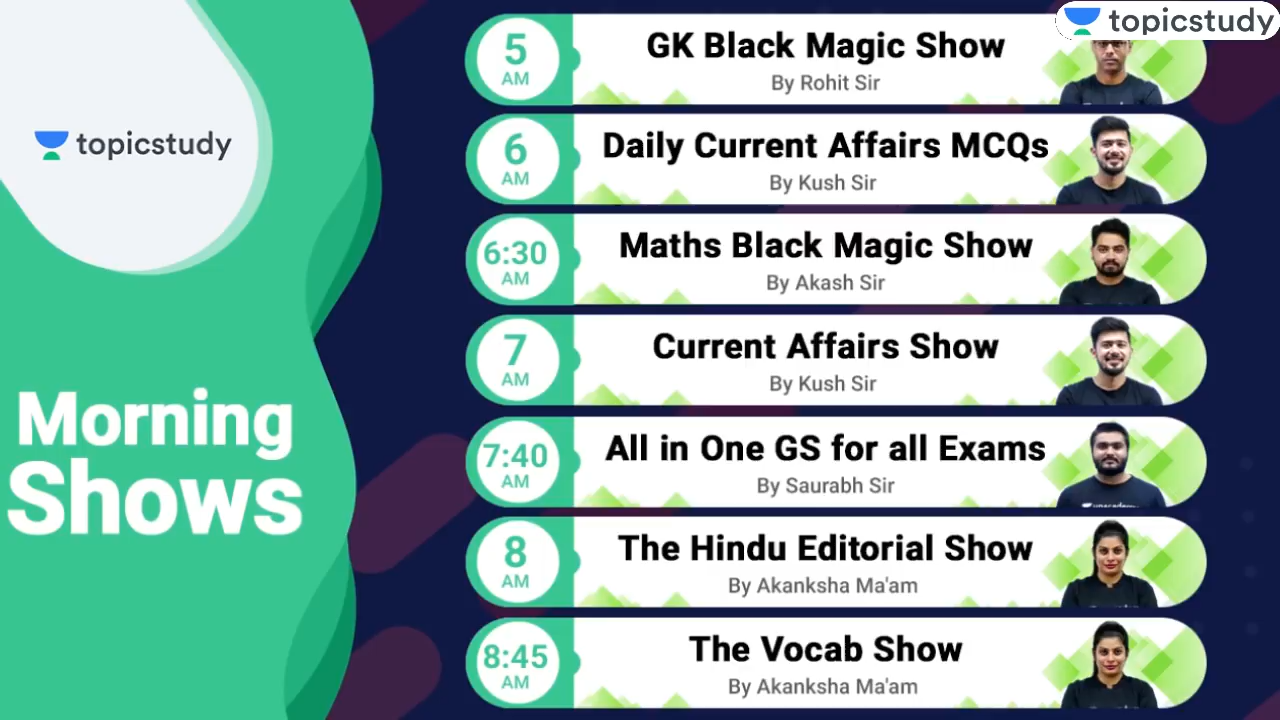 topicstudy
topicstudy
Morning
Shows
5
AM
GK Black Magic Show
By Rohit Sir
6
AM
Daily Current Affairs MCQs
By Kush Sir
6:30
AM
Maths Black Magic Show
By Akash Sir
7
AM
Current Affairs Show
By Kush Sir
7:40
AM
All in One GS for all Exams
By Saurabh Sir
8
AM
The Hindu Editorial Show
By Akanksha Ma'am
8:45
AM
The Vocab Show
By Akanksha Ma'am